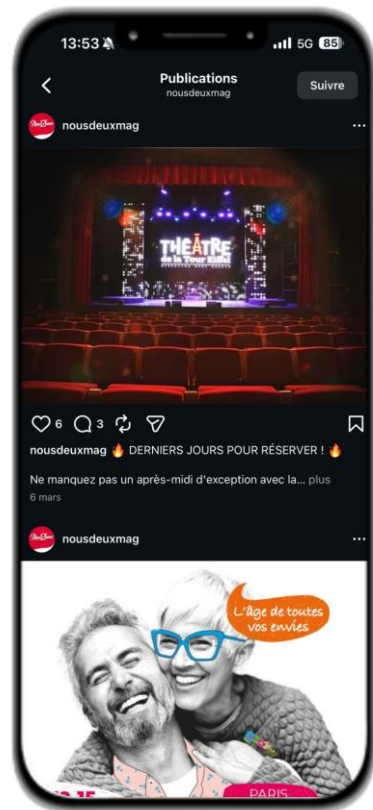 13:53
5G 85
Publications
nousdeuxmag
Suivre
nousdeuxmag
THÉÂTRE
de la Tour Eiffel
6 3
nousdeuxmag 🔥 DERNIERS JOURS POUR RÉSERVER ! 🔥
Ne manquez pas un après-midi d'exception avec la... plus
6 mars
nousdeuxmag
L'âge de toutes
vos envies
PARIS